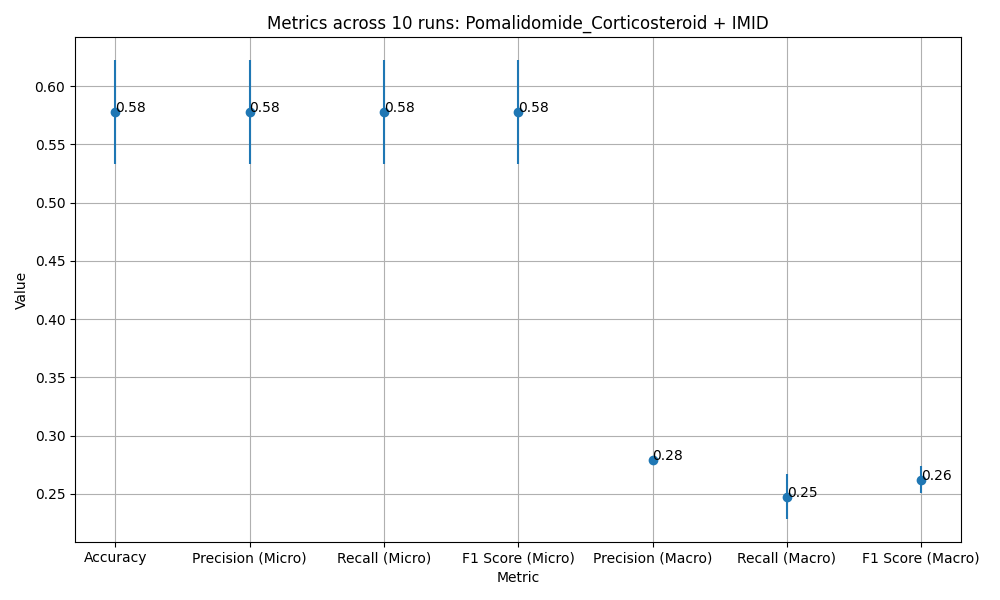 Metrics across 10 runs: Pomalidomide_Corticosteroid + IMID
0.60
0.55
0.50
0.45
0.40
0.35
0.30
0.25
Value
0.58
0.58
0.58
0.58
0.28
0.25
0.26
Accuracy
Precision (Micro)
Recall (Micro)
F1 Score (Micro)
Precision (Macro)
Recall (Macro)
F1 Score (Macro)
Metric